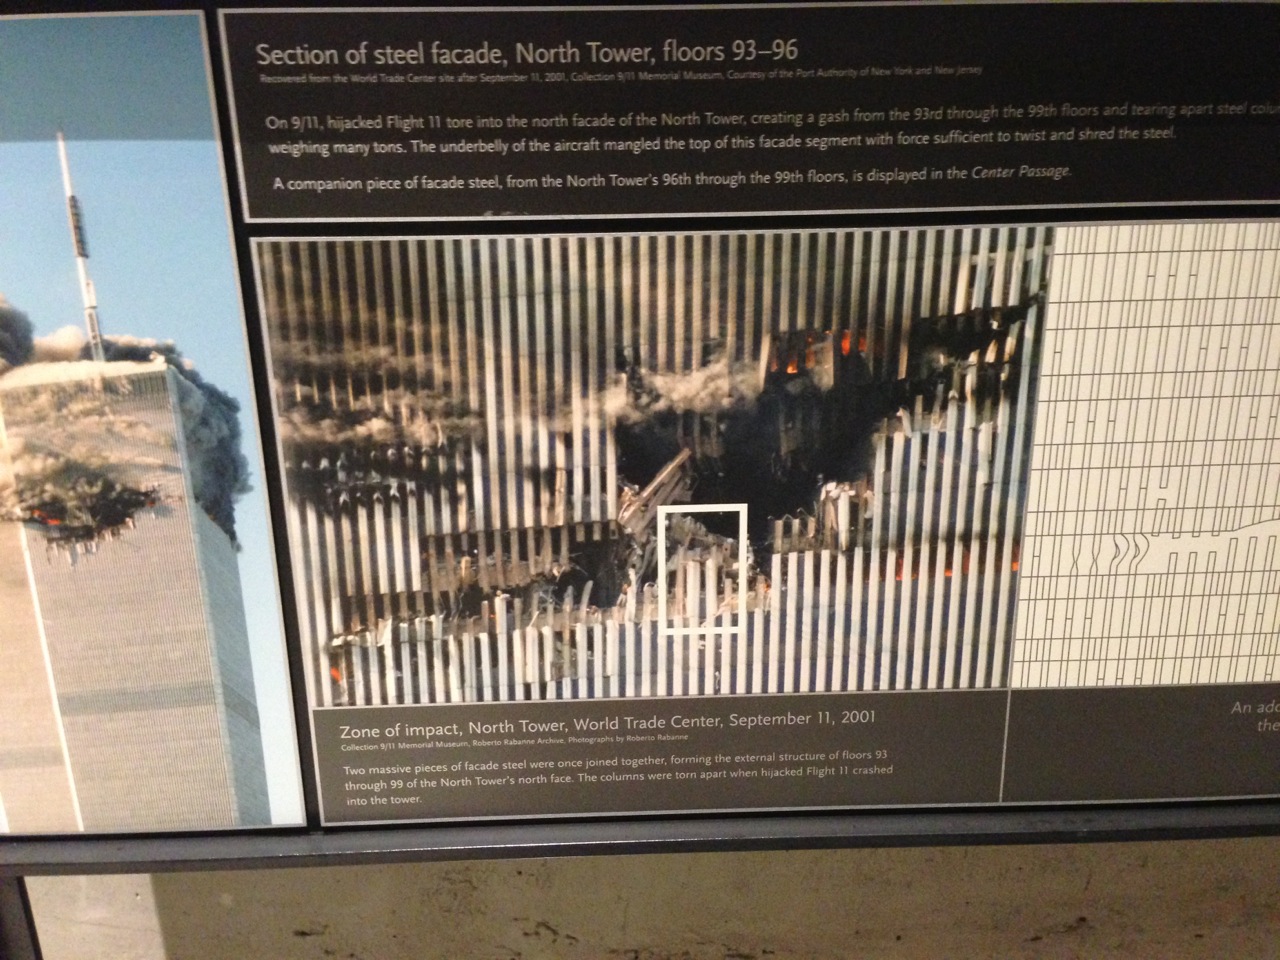 Section of steel facade, North Tower, floors 93–96
Recovered from the World Trade Center site after September 11, 2001, Collection 9/11 Memorial Museum, Courtesy of the Port Authority of New York and New Jersey
On 9/11, hijacked Flight 11 tore into the north facade of the North Tower, creating a gash from the 93rd through the 99th floors and tearing apart steel colu
weighing many tons. The underbelly of the aircraft mangled the top of this facade segment with force sufficient to twist and shred the steel.
A companion piece of facade steel, from the North Tower's 96th through the 99th floors, is displayed in the Center Passage.
Zone of impact, North Tower, World Trade Center, September 11, 2001
Collection 9/11 Memorial Museum, Roberto Rabanne Archive, Photographs by Roberto Rabanne
Two massive pieces of facade steel were once joined together, forming the external structure of floors 93
through 99 of the North Tower's north face. The columns were torn apart when hijacked Flight 11 crashed
into the tower.
An add
the